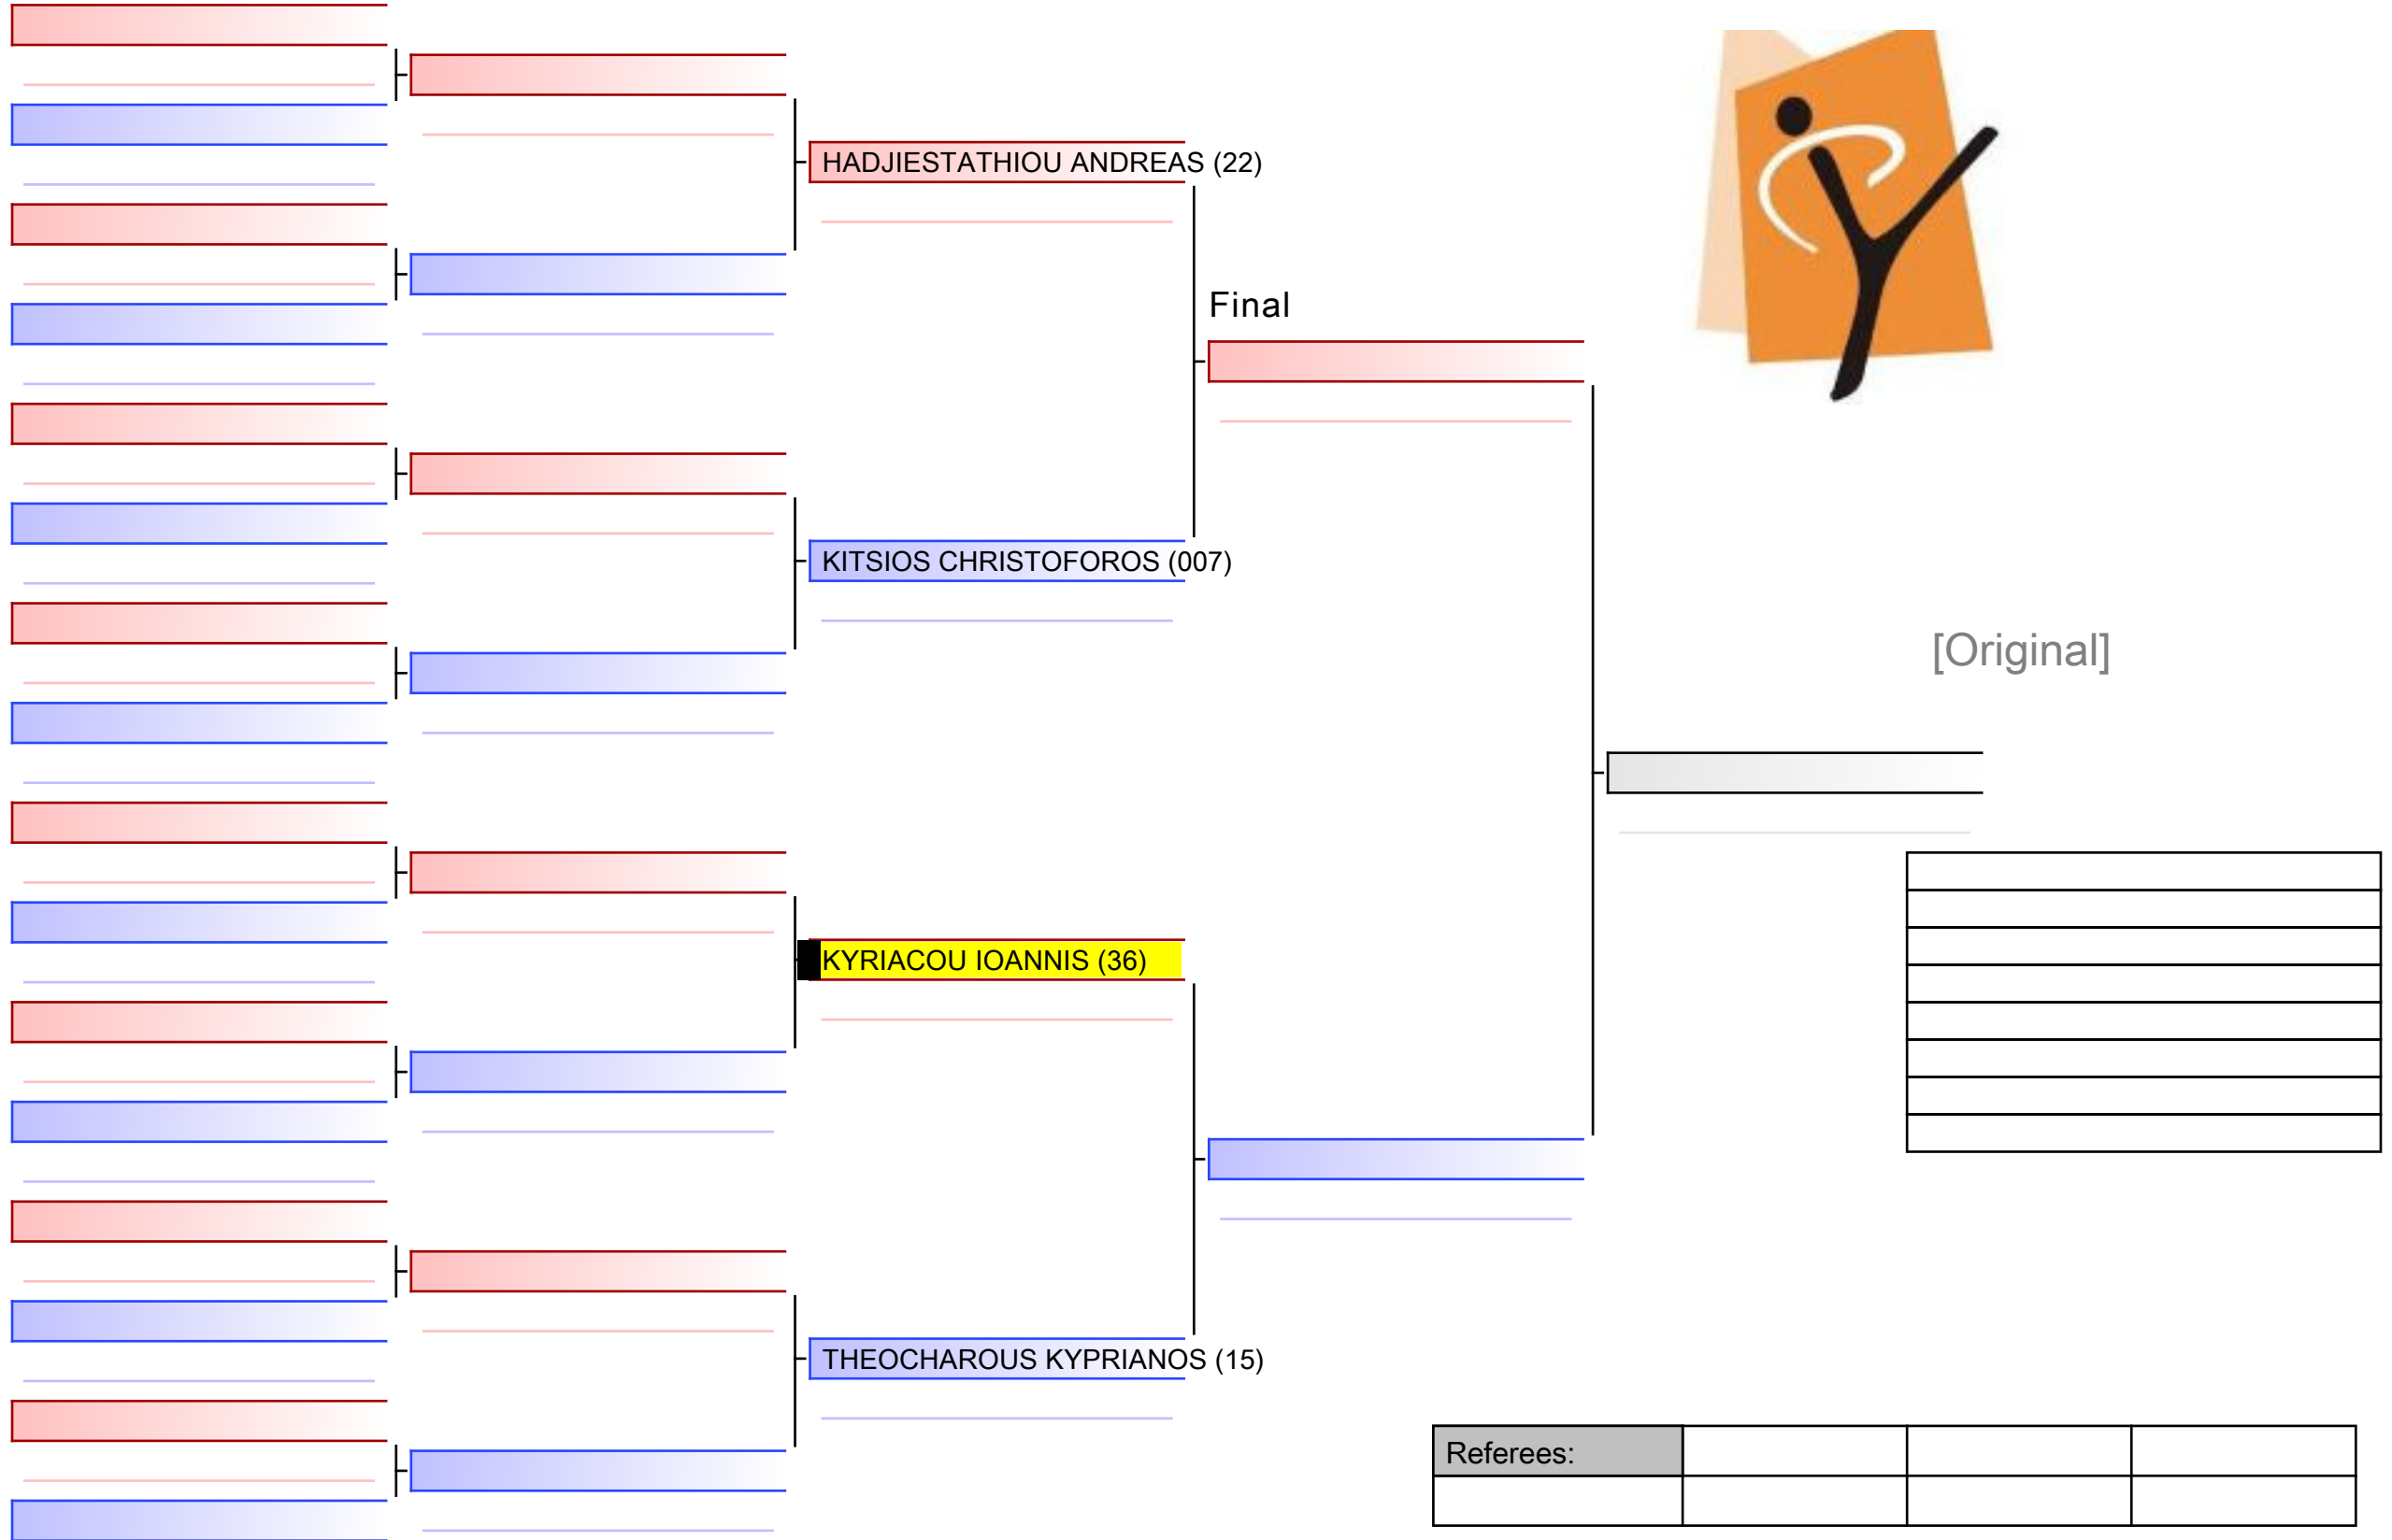 HADJIESTATHIOU ANDREAS (22)
Final
KITSIOS CHRISTOFOROS (007)
[Original]
KYRIACOU IOANNIS (36)
THEOCHAROUS KYPRIANOS (15)
Referees: